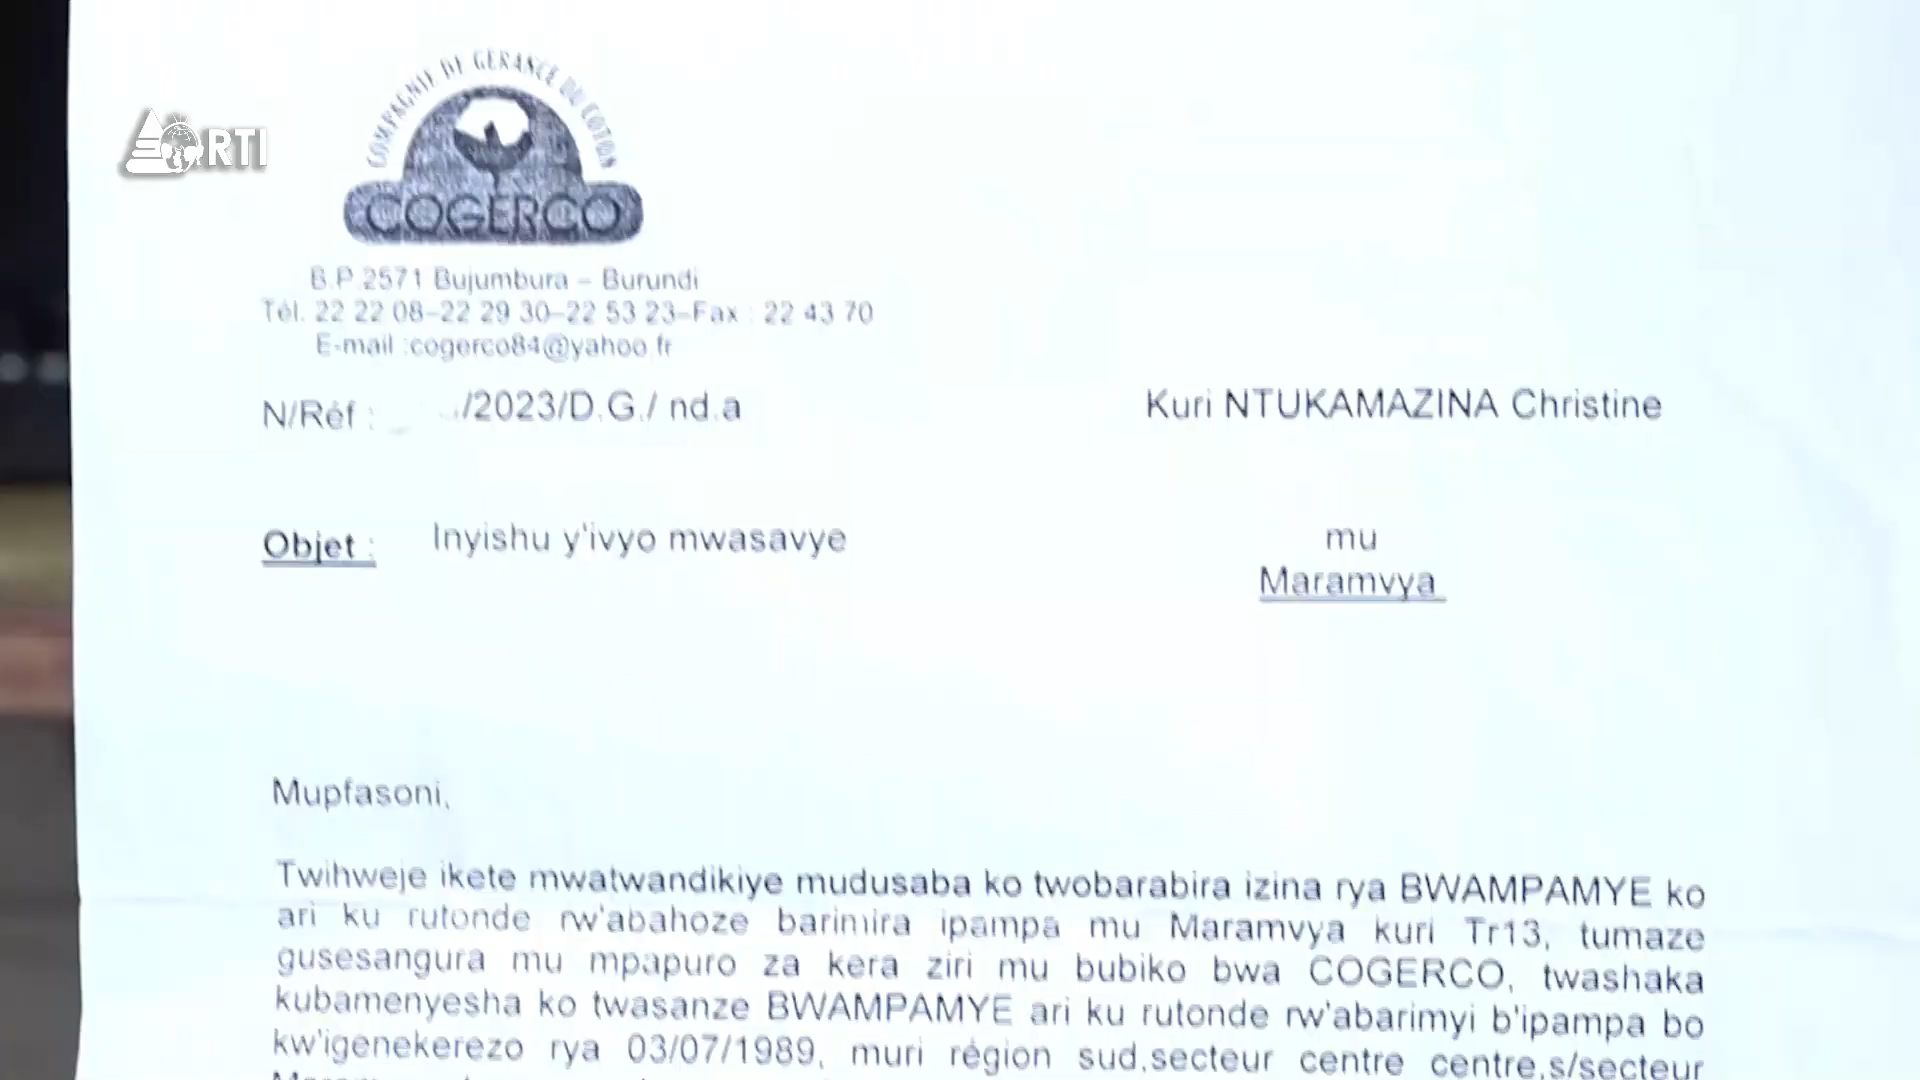 COMPAGNIE DE GERANCE DU COTON
RTI
COGERCO
B.P.2571 Bujumbura – Burundi
Tél. 22 22 08–22 29 30–22 53 23–Fax : 22 43 70
E-mail :cogerco84@yahoo.fr
N/Réf : /2023/D.G./ nd.a
Kuri NTUKAMAZINA Christine
Objet : Inyishu y'ivyo mwasavye
mu
Maramvya
Mupfasoni,
Twihweje ikete mwatwandikiye mudusaba ko twobarabira izina rya BWAMPAMYE ko
ari ku rutonde rw'abahoze barimira ipampa mu Maramvya kuri Tr13, tumaze
gusesangura mu mpapuro za kera ziri mu bubiko bwa COGERCO, twashaka
kubamenyesha ko twasanze BWAMPAMYE ari ku rutonde rw'abarimyi b'ipampa bo
kw'igenekerezo rya 03/07/1989, muri région sud,secteur centre centre,s/secteur